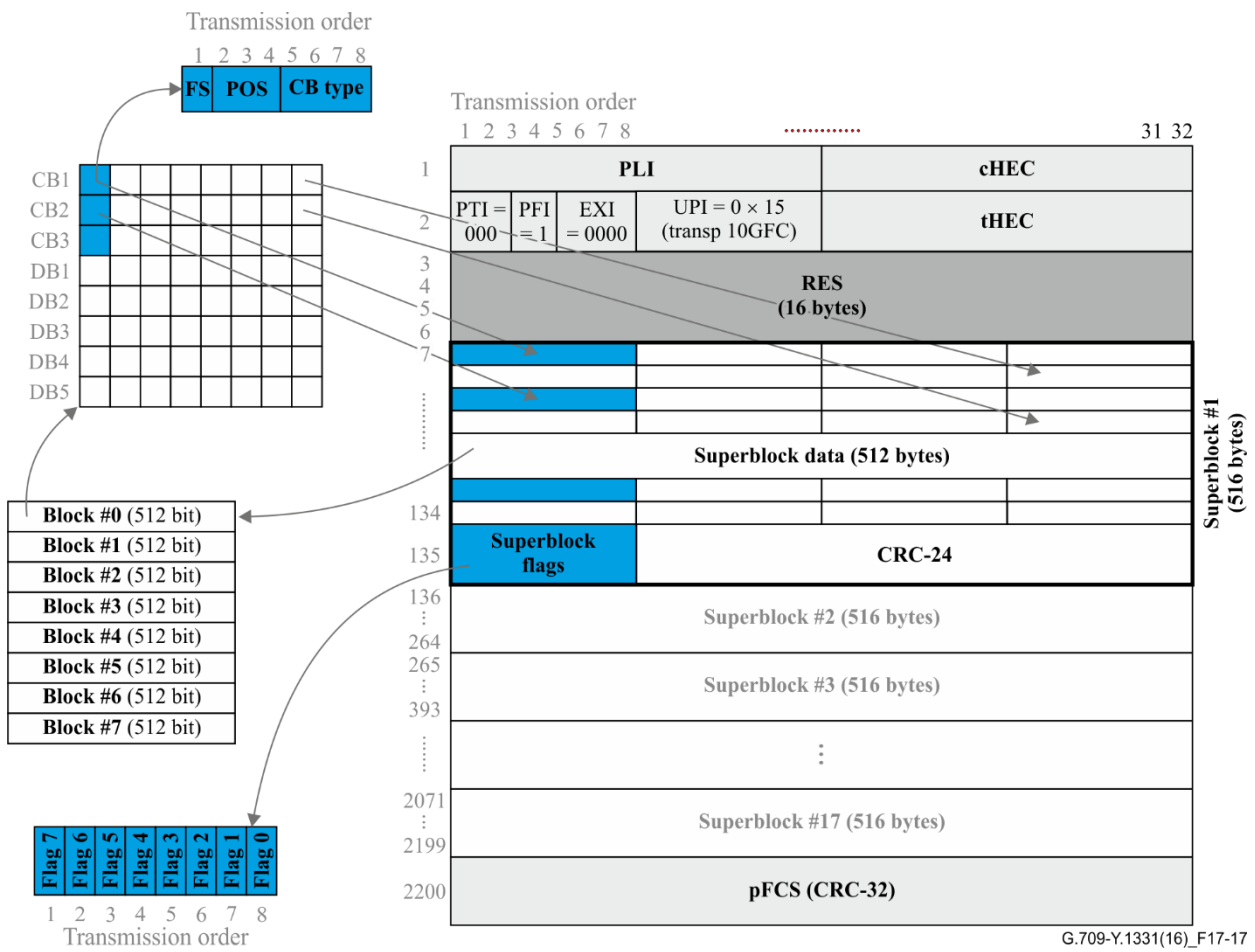 Transmission order
1 2 3 4 5 6 7 8
FS POS CB type
Transmission order
1 2 3 4 5 6 7 8 ............. 31 32
1 PLI cHEC
2 PTI = 000 PFI = 1 EXI = 0000 UPI = 0 × 15 (transp 10GFC) tHEC
3
4
5
6
RES
(16 bytes)
7
CB1
CB2
CB3
DB1
DB2
DB3
DB4
DB5
Superblock data (512 bytes)
Superblock #1
(516 bytes)
134
135 Superblock flags CRC-24
136
⋮
264
Superblock #2 (516 bytes)
265
⋮
393
Superblock #3 (516 bytes)
⋮
2071
⋮
2199
Superblock #17 (516 bytes)
2200 pFCS (CRC-32)
Block #0 (512 bit)
Block #1 (512 bit)
Block #2 (512 bit)
Block #3 (512 bit)
Block #4 (512 bit)
Block #5 (512 bit)
Block #6 (512 bit)
Block #7 (512 bit)
Flag 7 Flag 6 Flag 5 Flag 4 Flag 3 Flag 2 Flag 1 Flag 0
1 2 3 4 5 6 7 8
Transmission order
G.709-Y.1331(16)_F17-17